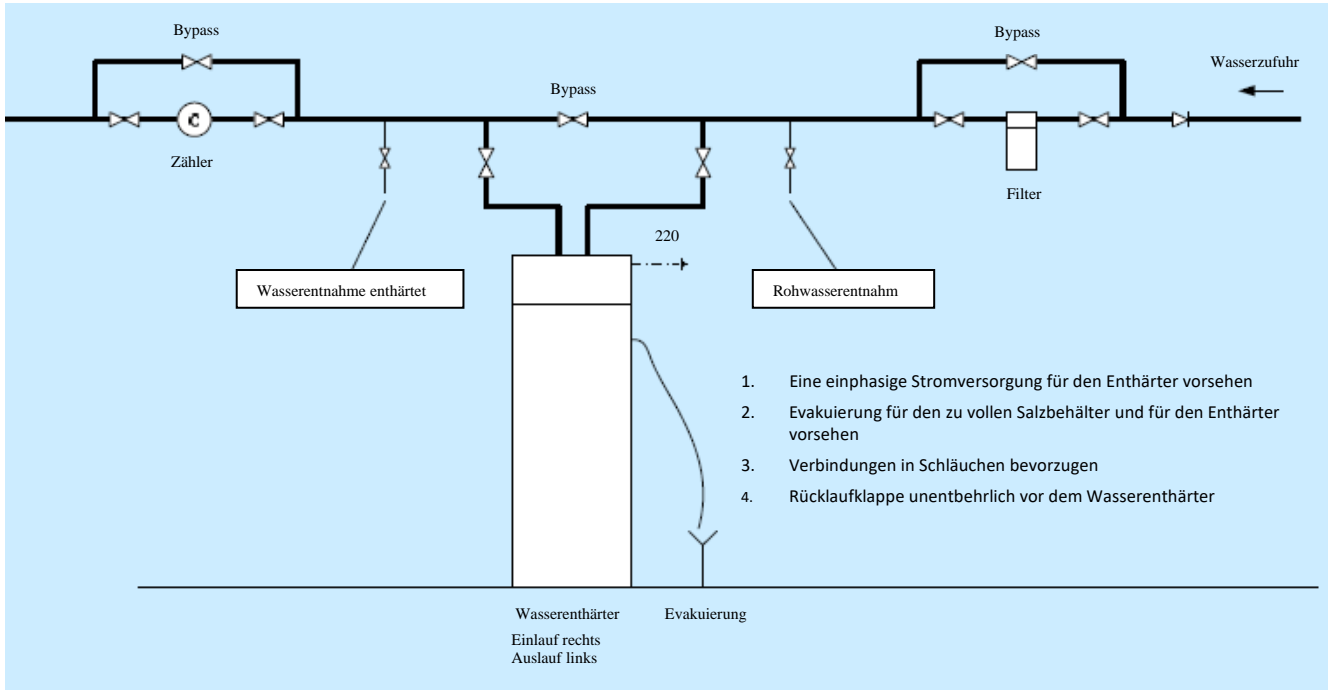 Bypass
Bypass
Wasserzufuhr
Bypass
C
Zähler
Filter
220
Wasserentnahme enthärtet
Rohwasserentnahm
1. Eine einphasige Stromversorgung für den Enthärter vorsehen
2. Evakuierung für den zu vollen Salzbehälter und für den Enthärter
vorsehen
3. Verbindungen in Schläuchen bevorzugen
4. Rücklaufklappe unentbehrlich vor dem Wasserenthärter
Wasserenthärter
Evakuierung
Einlauf rechts
Auslauf links